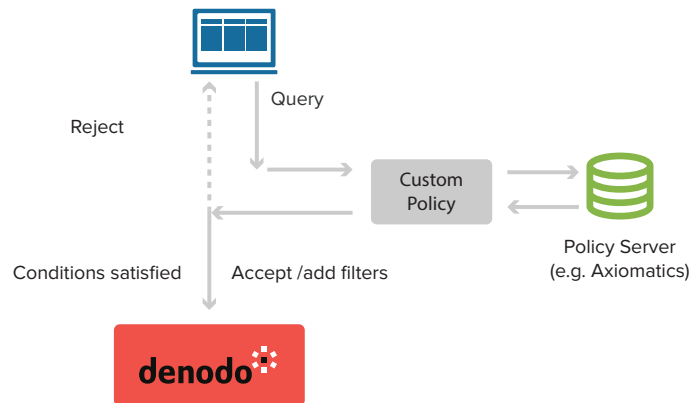 Query
Reject
Custom
Policy
Policy Server
(e.g. Axiomatics)
Conditions satisfied
Accept /add filters
denodo